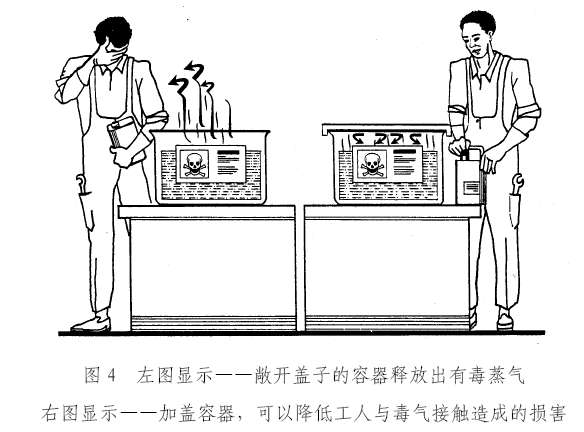 图4 左图显示——敞开盖子的容器释放出有毒蒸气
右图显示——加盖容器，可以降低工人与毒气接触造成的损害